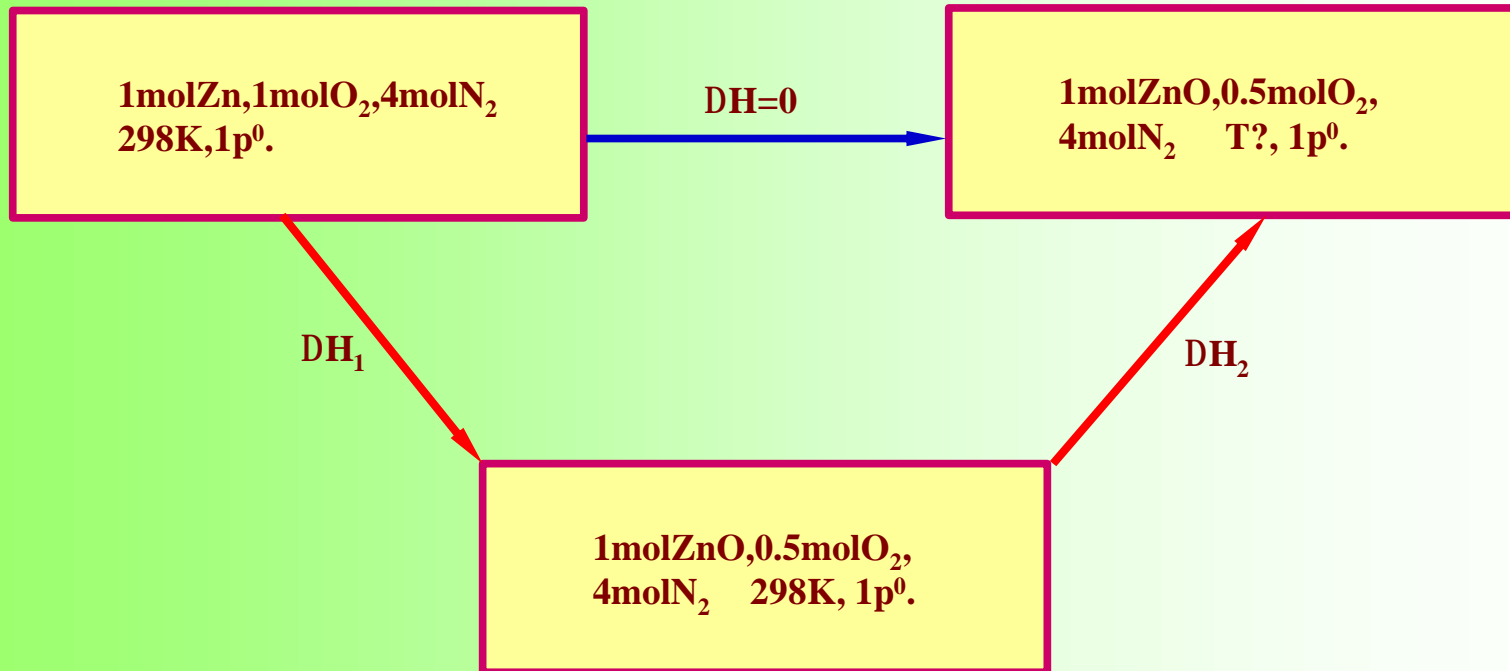 1molZn,1molO₂,4molN₂
298K,1p⁰.
DH=0
1molZnO,0.5molO₂,
4molN₂ T?, 1p⁰.
DH₁
DH₂
1molZnO,0.5molO₂,
4molN₂ 298K, 1p⁰.